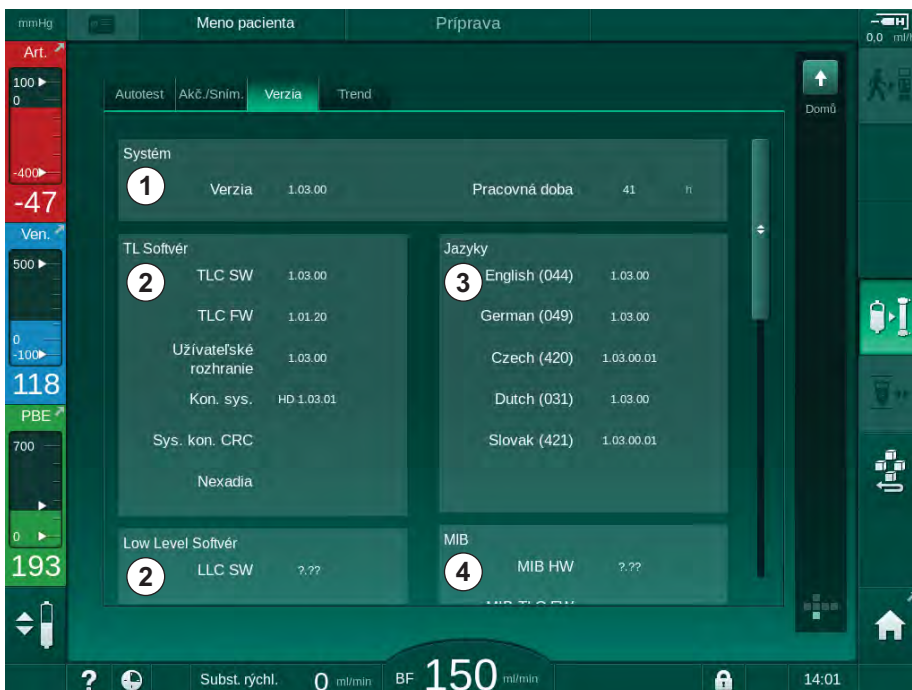 mmHg
Meno pacienta
Príprava
0,0 ml/h
Art.
100
0
-400
-47
Ven.
500
0
-100
118
PBE
700
0
193
Autotest Akč./Sním. Verzia Trend
Domů
Systém
1 Verzia 1.03.00 Pracovná doba 41 h
TL Softvér
2 TLC SW 1.03.00
TLC FW 1.01.20
Užívateľské
rozhranie 1.03.00
Kon. sys. HD 1.03.01
Sys. kon. CRC
Nexadia
Jazyky
3 English (044) 1.03.00
German (049) 1.03.00
Czech (420) 1.03.00.01
Dutch (031) 1.03.00
Slovak (421) 1.03.00.01
Low Level Softvér
2 LLC SW ?.??
MIB
4 MIB HW ?.??
MIB TLC FW
? Subst. rýchl. 0 ml/min BF 150 ml/min 14:01